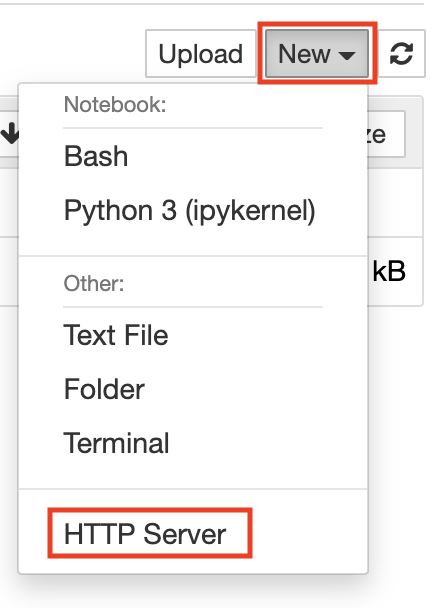 Upload New
Notebook:
ze
Bash
Python 3 (ipykernel)
Other:
kB
Text File
Folder
Terminal
HTTP Server